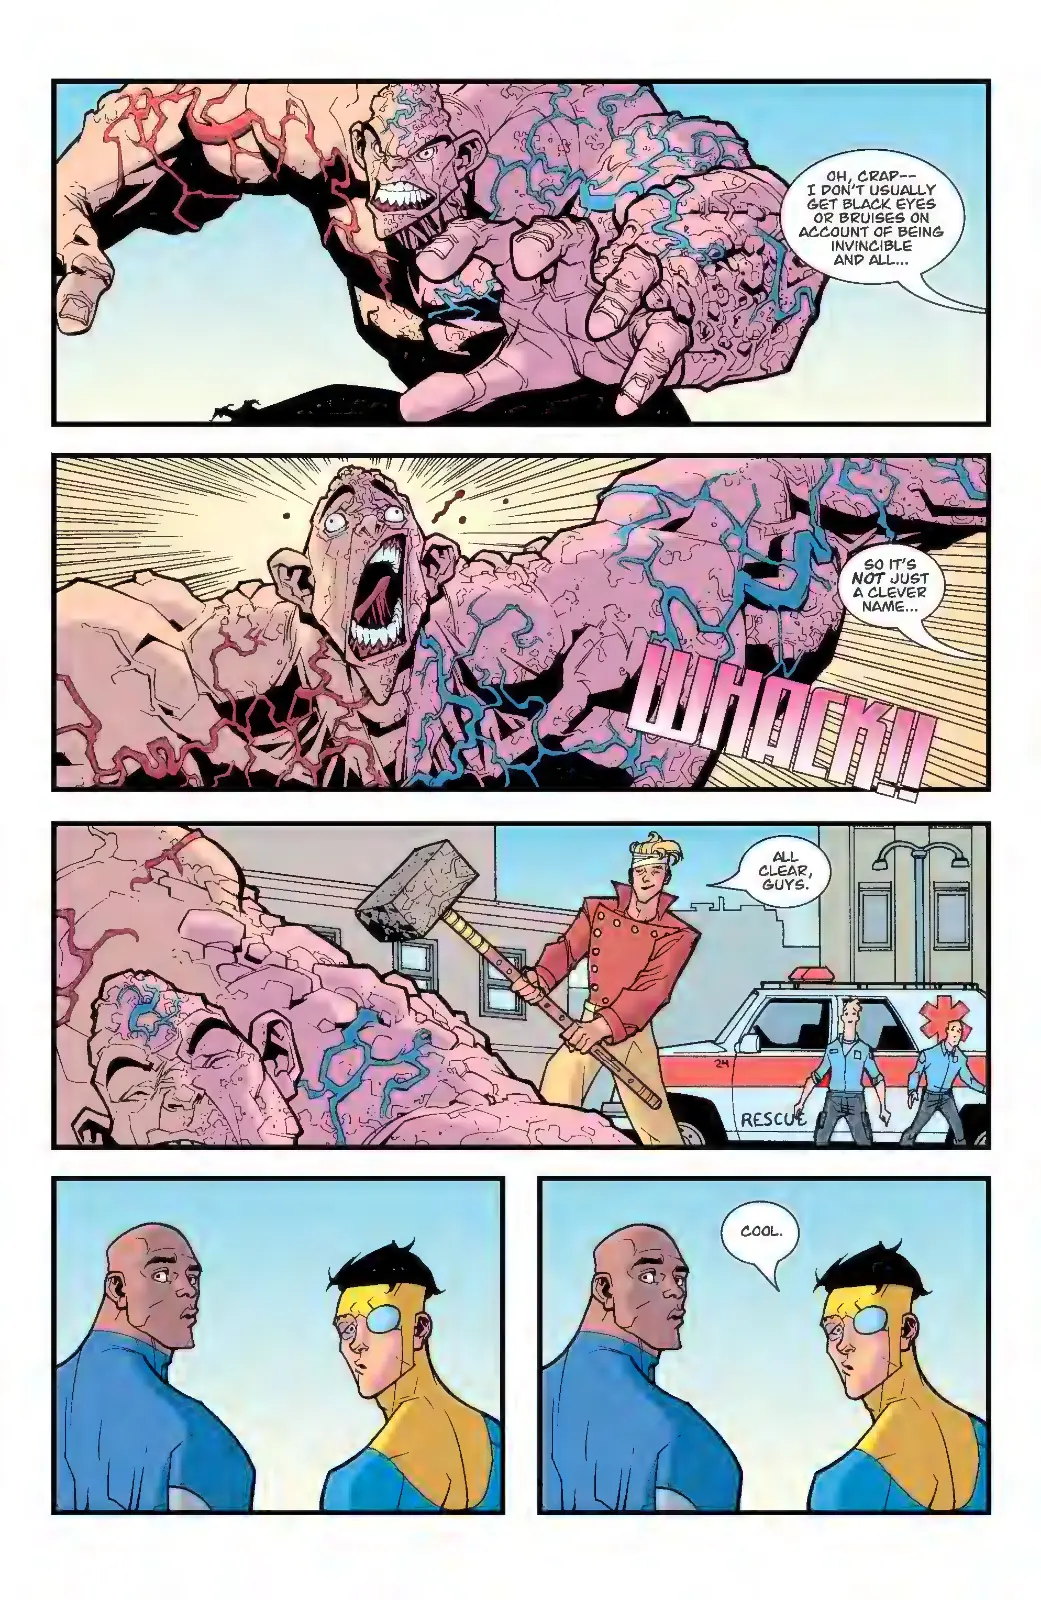 OH, CRAP--
I DON'T USUALLY
GET BLACK EYES
OR BRUISES ON
ACCOUNT OF BEING
INVINCIBLE
AND ALL...
SO IT'S
NOT JUST
A CLEVER
NAME...
WHACK!!
ALL
CLEAR,
GUYS.
24
RESCUE
COOL.